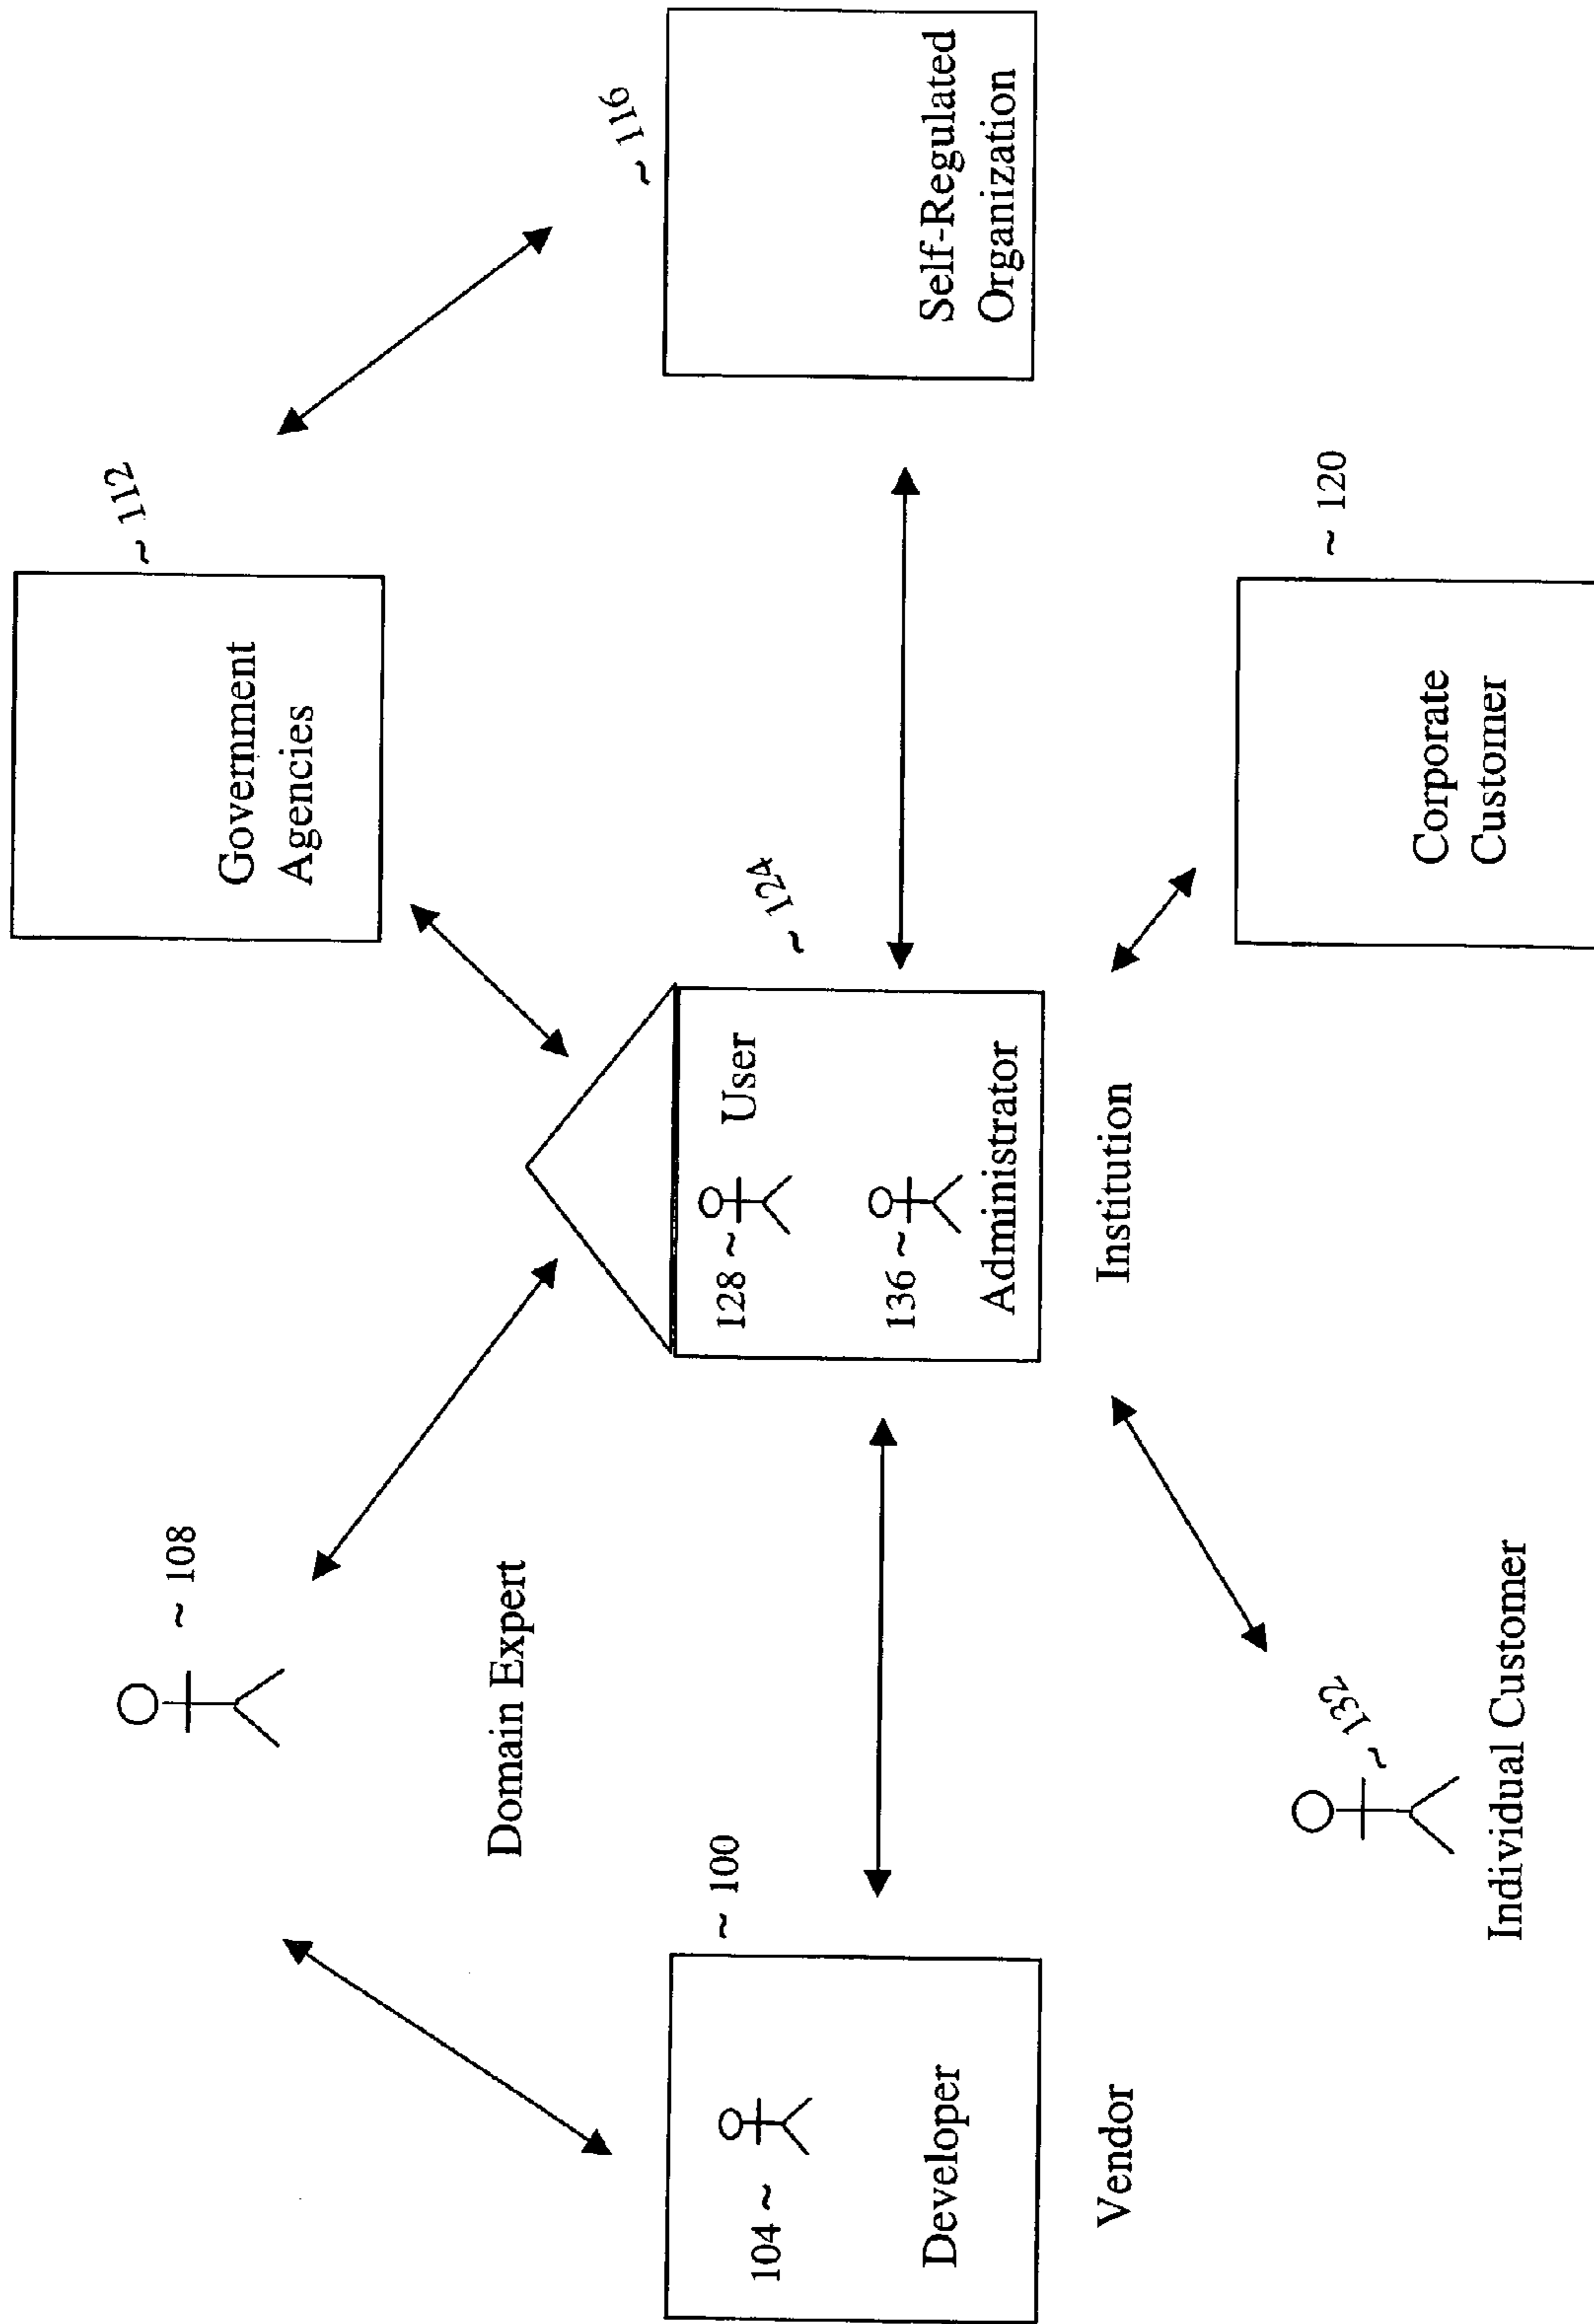 ~ 108
Domain Expert
~ 112
Government
Agencies
~ 100
104 ~
Developer
Vendor
~ 124
128 ~
User
136 ~
Administrator
Institution
~ 116
Self-Regulated
Organization
~ 132
Individual Customer
~ 120
Corporate
Customer